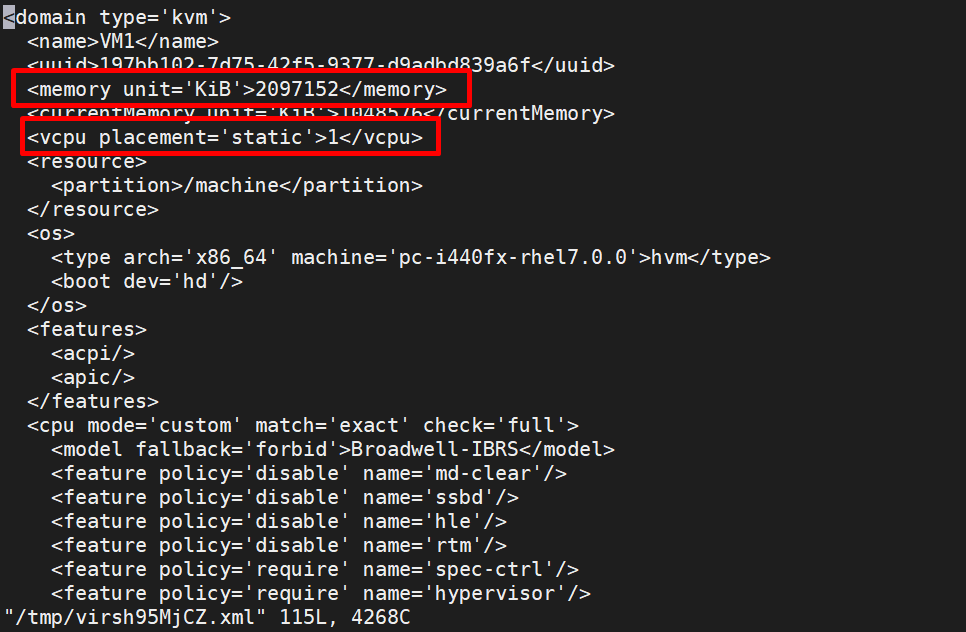 <domain type='kvm'>
  <name>VM1</name>
  <uuid>197bb102-7d75-42f5-9377-d9adbd839a6f</uuid>
  <memory unit='KiB'>2097152</memory>
  <currentMemory unit='KiB'>1048576</currentMemory>
  <vcpu placement='static'>1</vcpu>
  <resource>
    <partition>/machine</partition>
  </resource>
  <os>
    <type arch='x86_64' machine='pc-i440fx-rhel7.0.0'>hvm</type>
    <boot dev='hd'/>
  </os>
  <features>
    <acpi/>
    <apic/>
  </features>
  <cpu mode='custom' match='exact' check='full'>
    <model fallback='forbid'>Broadwell-IBRS</model>
    <feature policy='disable' name='md-clear'/>
    <feature policy='disable' name='ssbd'/>
    <feature policy='disable' name='hle'/>
    <feature policy='disable' name='rtm'/>
    <feature policy='require' name='spec-ctrl'/>
    <feature policy='require' name='hypervisor'/>
"/tmp/virsh95MjCZ.xml" 115L, 4268C